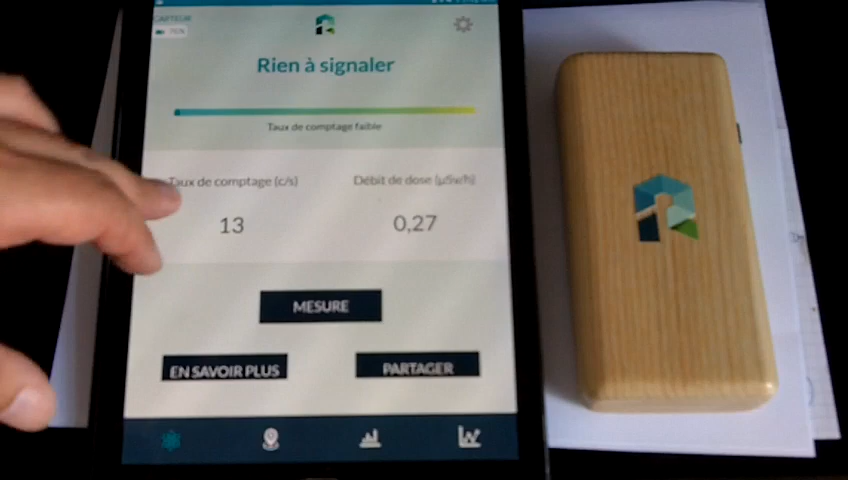 CAPTEUR
Rien à signaler
Taux de comptage faible
Taux de comptage (c/s)
Débit de dose (µSv/h)
13
0,27
MESURE
EN SAVOIR PLUS
PARTAGER